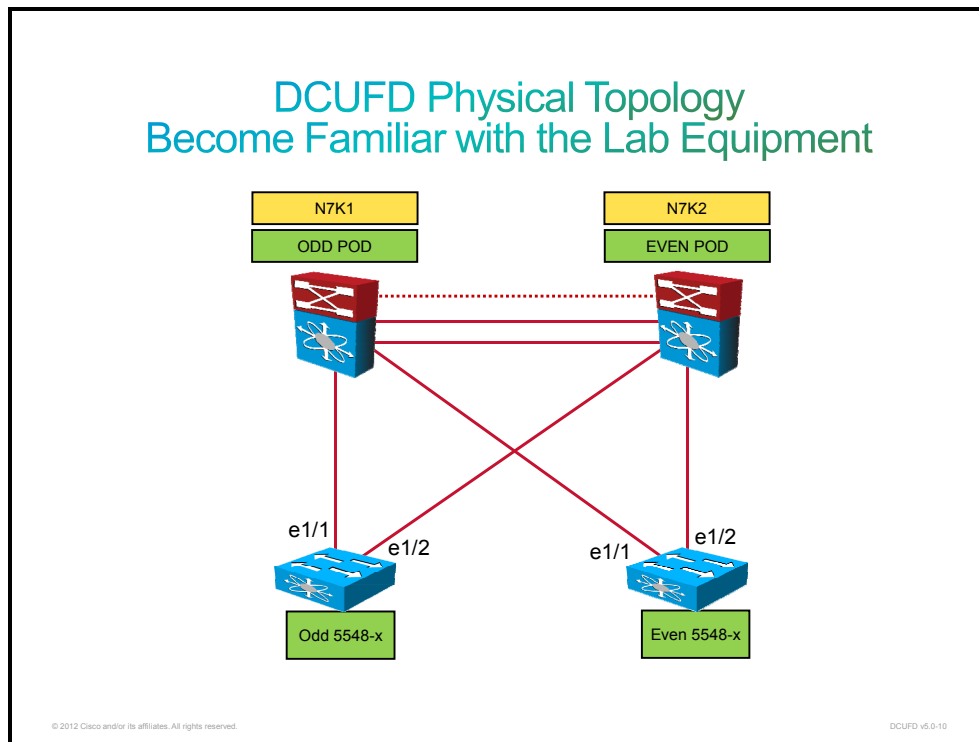 DCUFD Physical Topology
Become Familiar with the Lab Equipment
N7K1
N7K2
ODD POD
EVEN POD
e1/1
e1/2
e1/1
e1/2
Odd 5548-x
Even 5548-x
© 2012 Cisco and/or its affiliates. All rights reserved.
DCUFD v5.0-10